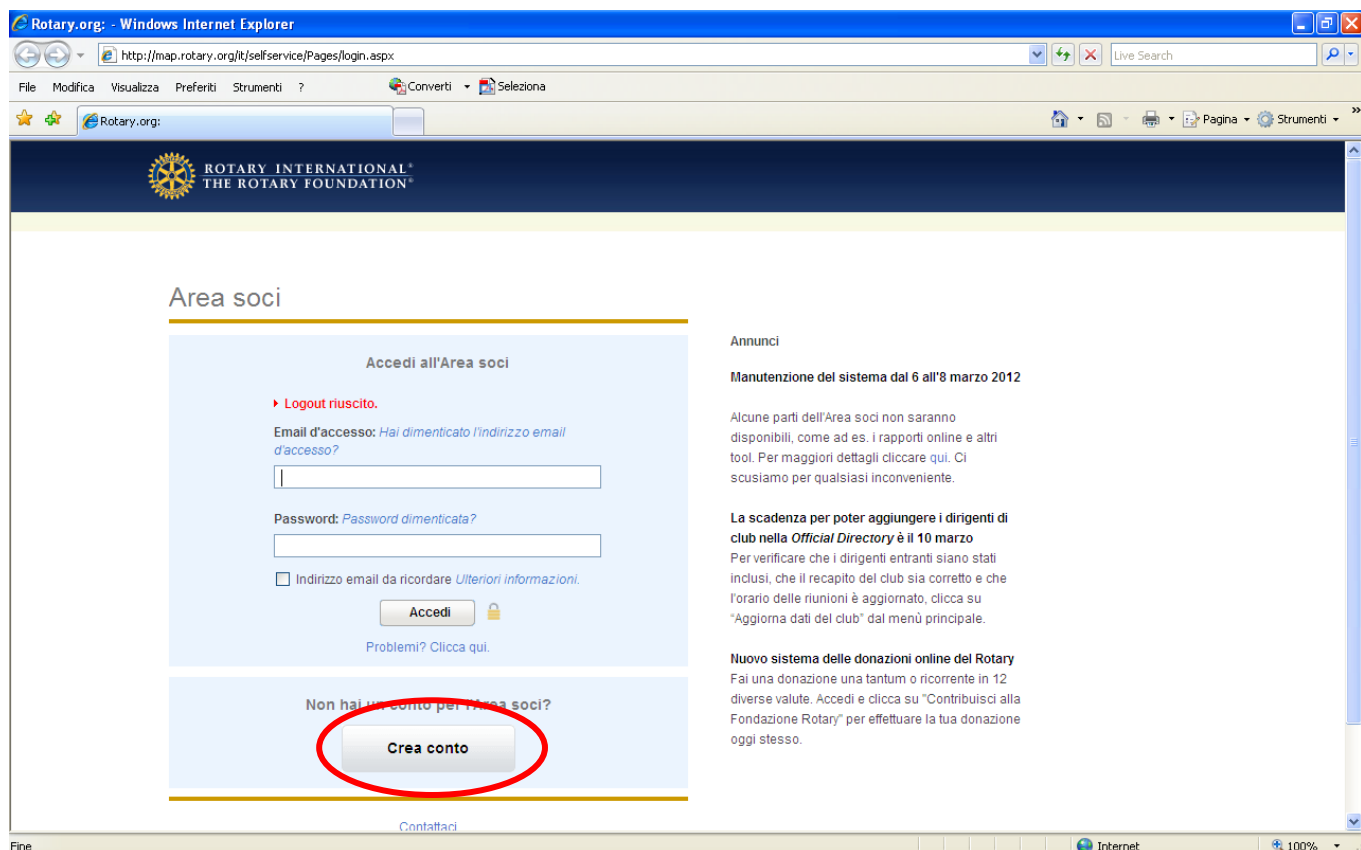 Rotary.org: - Windows Internet Explorer
http://map.rotary.org/it/selfservice/Pages/login.aspx
Live Search
File Modifica Visualizza Preferiti Strumenti ? Converti Seleziona
Rotary.org:
Pagina Strumenti »
ROTARY INTERNATIONAL®
THE ROTARY FOUNDATION®
Area soci
Accedi all'Area soci
Logout riuscito.
Email d'accesso: Hai dimenticato l'indirizzo email
d'accesso?
Password: Password dimenticata?
Indirizzo email da ricordare Ulteriori informazioni.
Accedi
Problemi? Clicca qui.
Non hai un conto per l'Area soci?
Crea conto
Contattaci
Annunci
Manutenzione del sistema dal 6 all'8 marzo 2012
Alcune parti dell'Area soci non saranno
disponibili, come ad es. i rapporti online e altri
tool. Per maggiori dettagli cliccare qui. Ci
scusiamo per qualsiasi inconveniente.
La scadenza per poter aggiungere i dirigenti di
club nella Official Directory è il 10 marzo
Per verificare che i dirigenti entranti siano stati
inclusi, che il recapito del club sia corretto e che
l'orario delle riunioni è aggiornato, clicca su
“Aggiorna dati del club” dal menù principale.
Nuovo sistema delle donazioni online del Rotary
Fai una donazione una tantum o ricorrente in 12
diverse valute. Accedi e clicca su "Contribuisci alla
Fondazione Rotary" per effettuare la tua donazione
oggi stesso.
Fine
Internet
100%